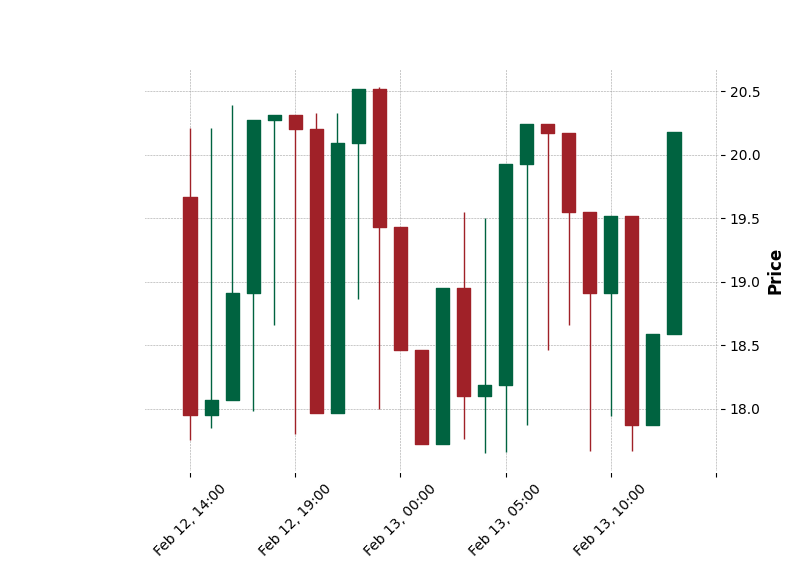 20.5
20.0
19.5
19.0
18.5
18.0
Price
Feb 12, 14:00
Feb 12, 19:00
Feb 13, 00:00
Feb 13, 05:00
Feb 13, 10:00